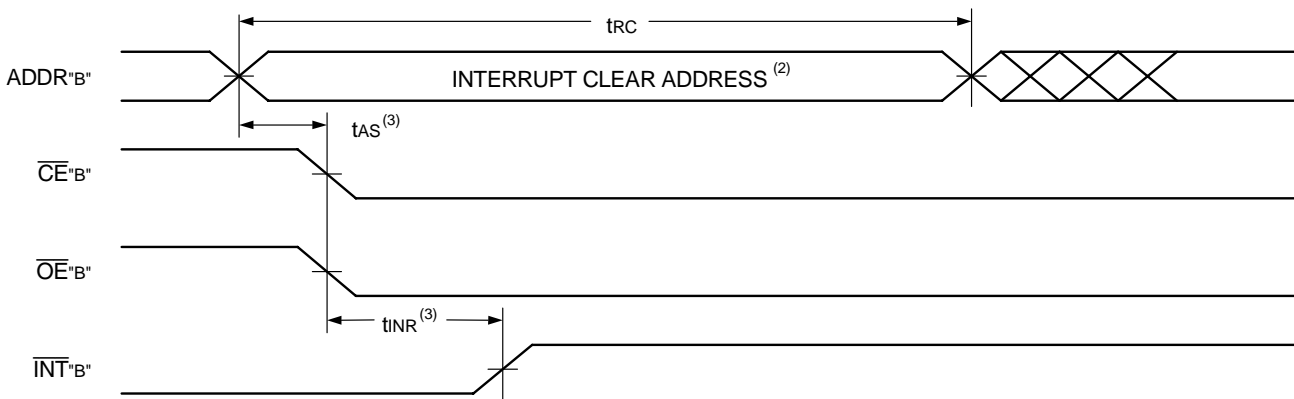 tRC
ADDR"B"
INTERRUPT CLEAR ADDRESS (2)
tAS(3)
CE"B"
OE"B"
tINR(3)
INT"B"